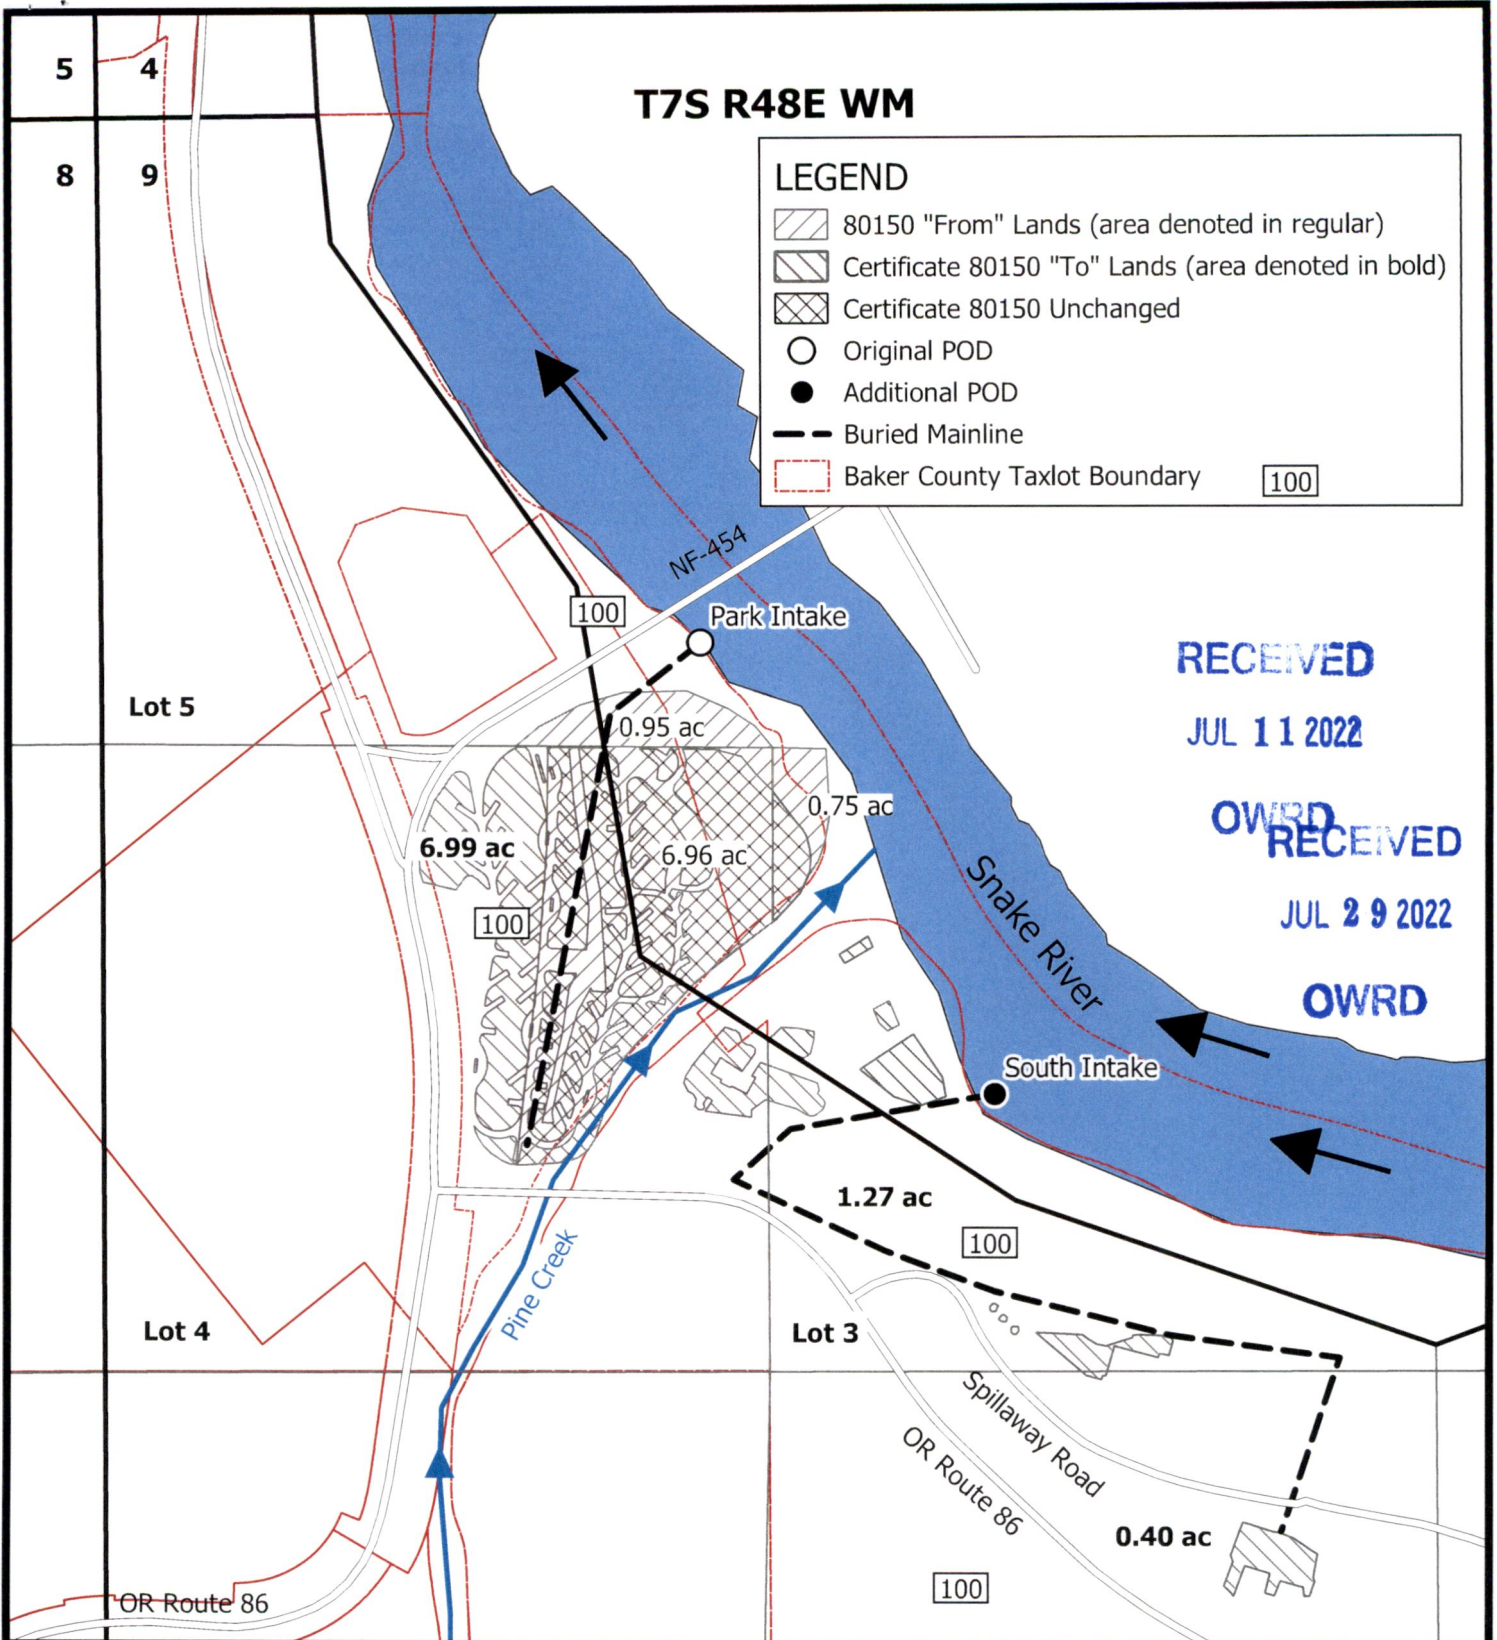 5
4
T7S R48E WM
8
9
LEGEND
80150 "From" Lands (area denoted in regular)
Certificate 80150 "To" Lands (area denoted in bold)
Certificate 80150 Unchanged
Original POD
Additional POD
Buried Mainline
Baker County Taxlot Boundary
100
NF-454
100
Park Intake
RECEIVED
JUL 11 2022
OWRD
RECEIVED
JUL 29 2022
OWRD
Lot 5
0.95 ac
0.75 ac
6.99 ac
6.96 ac
100
Snake River
South Intake
1.27 ac
100
Pine Creek
Lot 4
Lot 3
Spillaway Road
OR Route 86
0.40 ac
100
OR Route 86